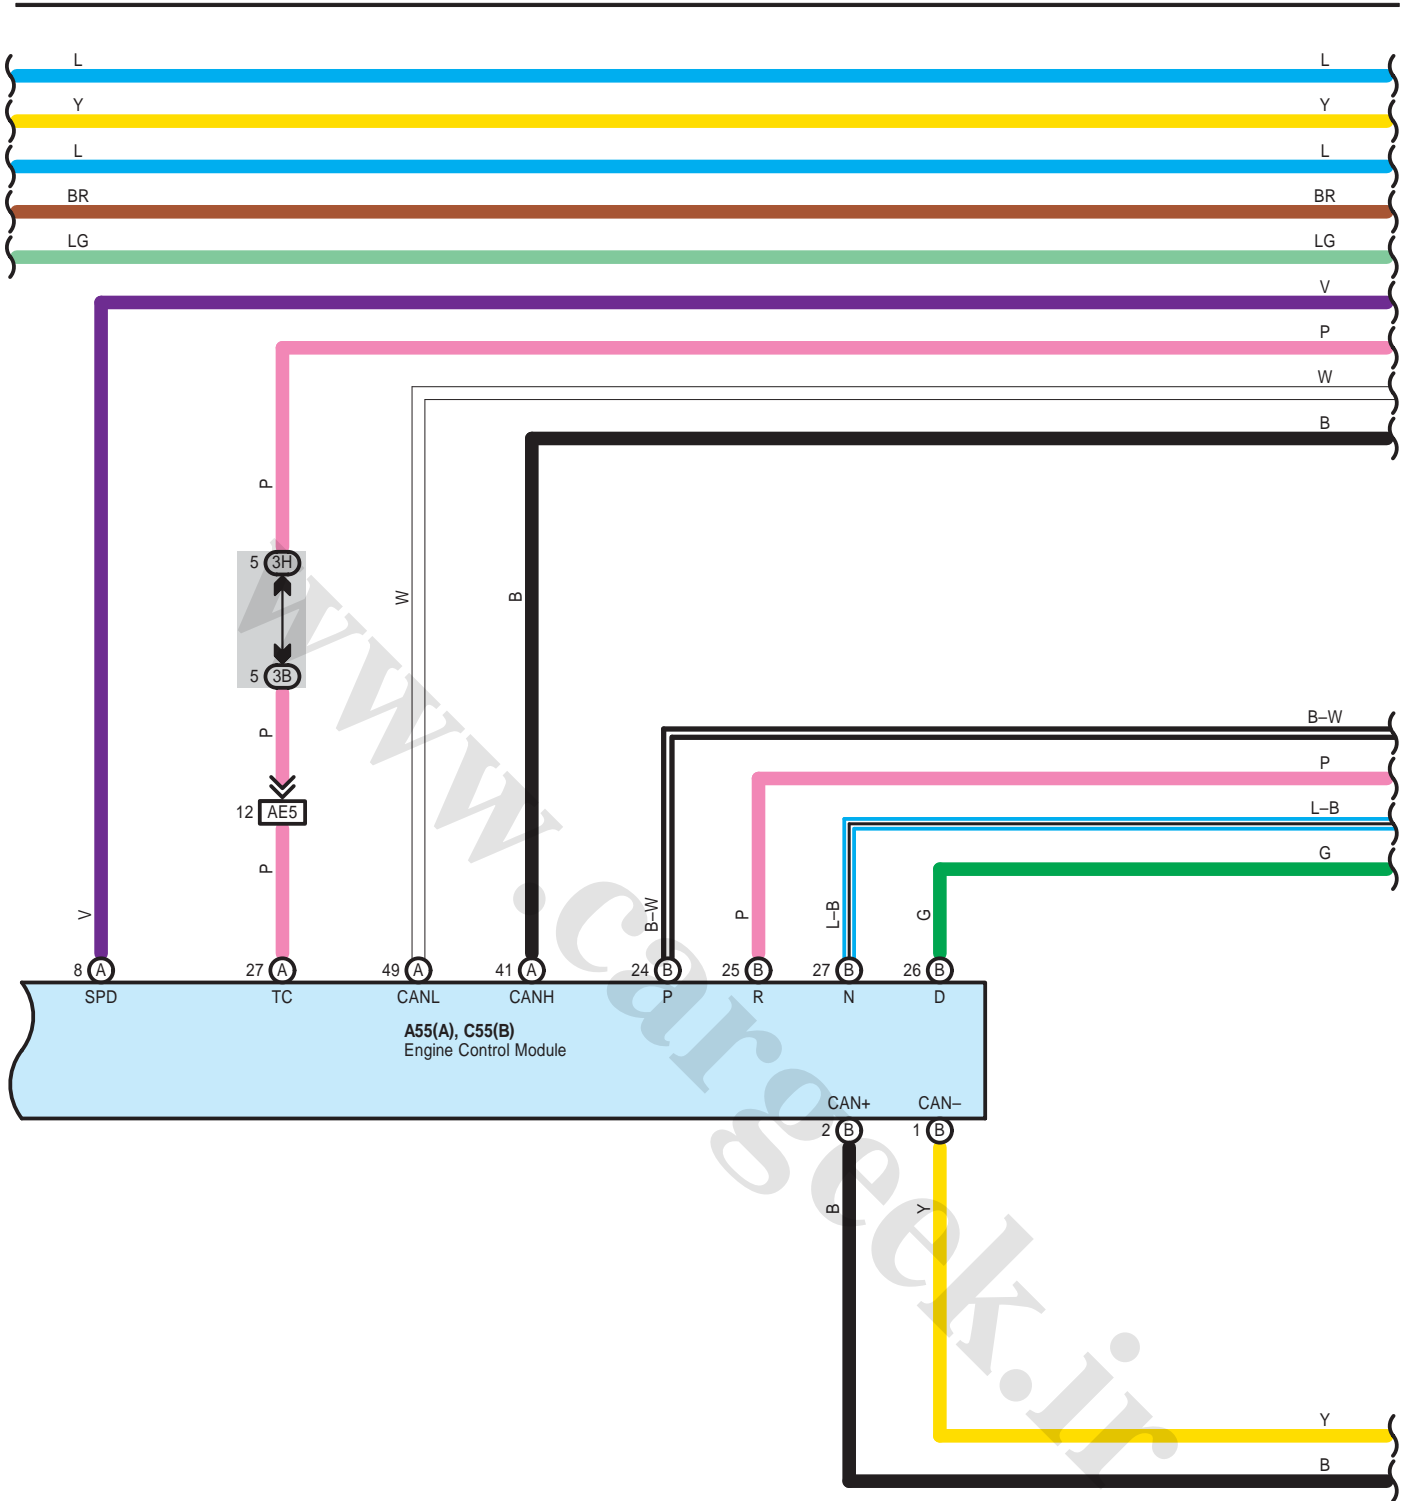 L L
Y Y
L L
BR BR
LG LG
V
P
W
B
P
5 3H
W B
5 3B
B–W
P
P
12 AE5
L–B
G
P
V B–W P L–B G
8 A 27 A 49 A 41 A 24 B 25 B 27 B 26 B
SPD TC CANL CANH P R N D
A55(A), C55(B)
Engine Control Module
CAN+ CAN–
2 B 1 B
B Y
Y
B
www.cargeek.ir